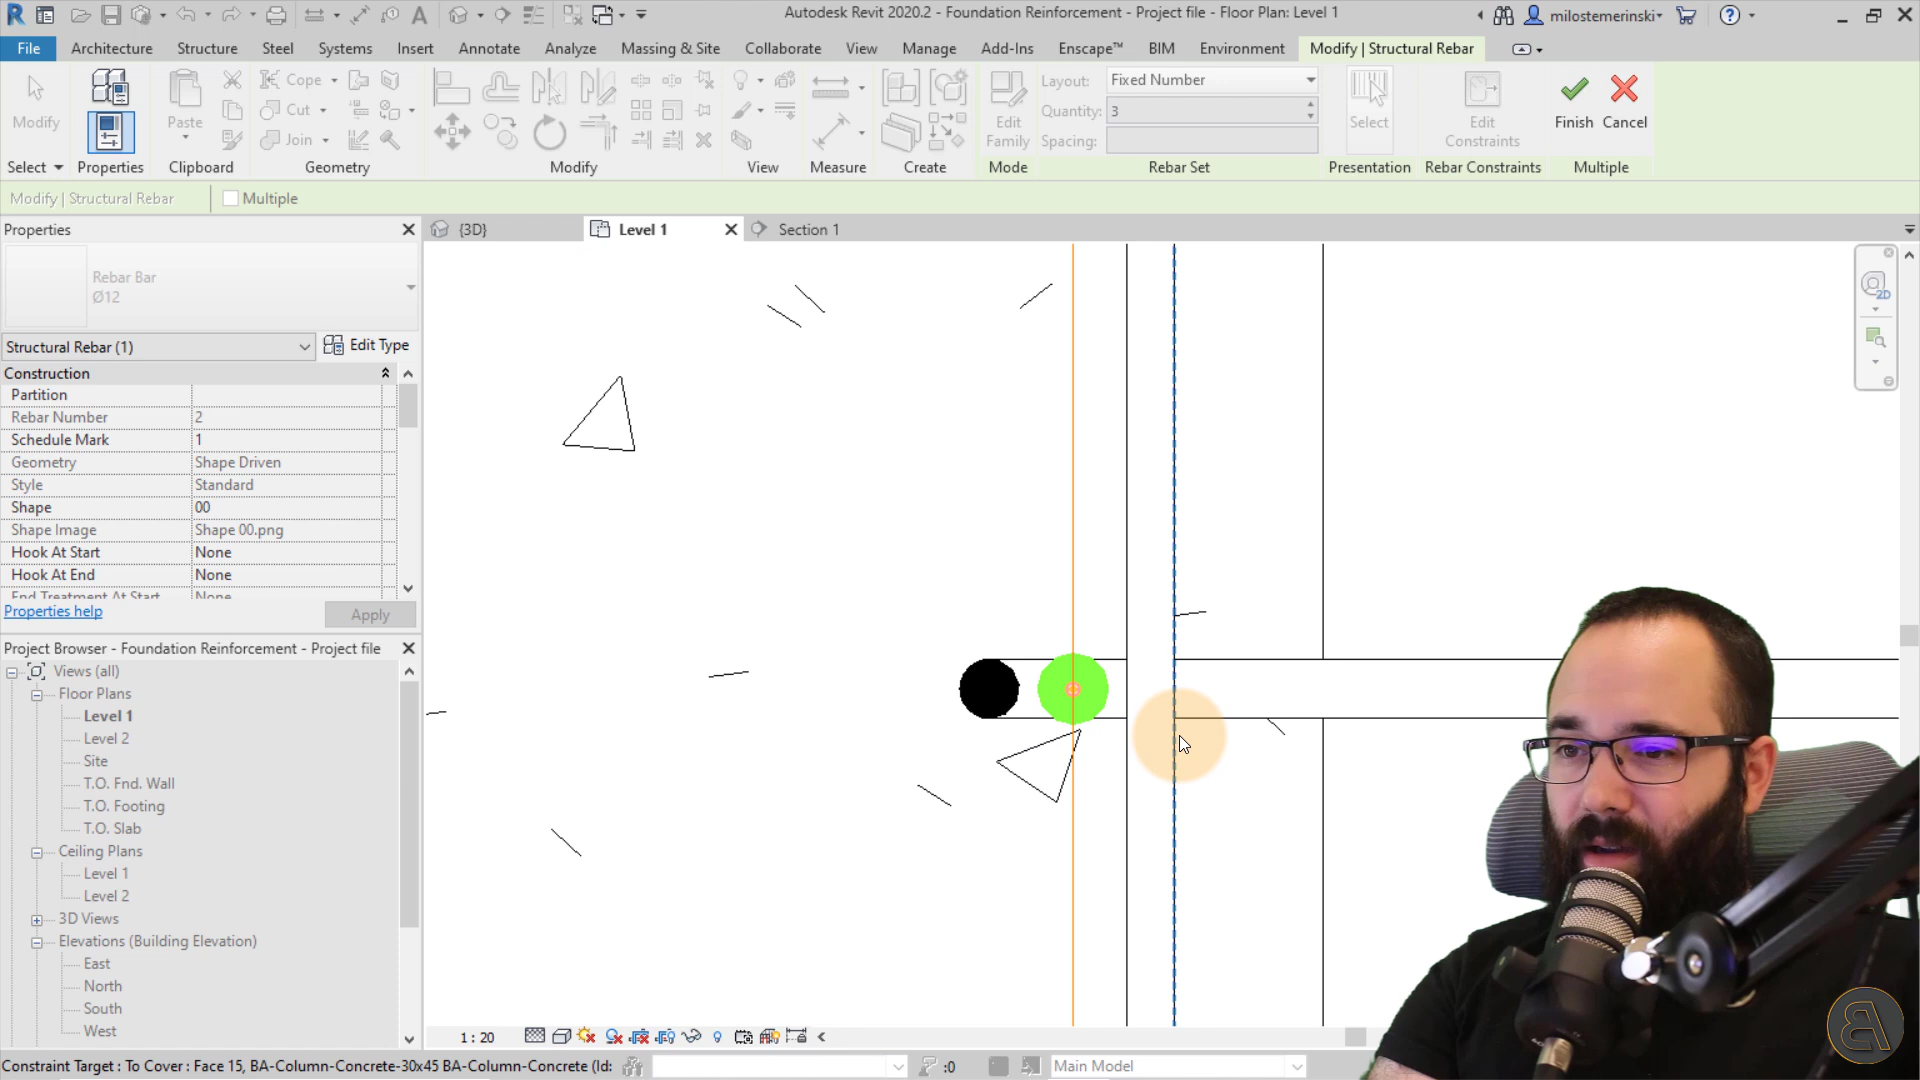 Autodesk Revit 2020.2 - Foundation Reinforcement - Project file - Floor Plan: Level 1
milostemerinski
File Architecture Structure Steel Systems Insert Annotate Analyze Massing & Site Collaborate View Manage Add-Ins Enscape™ BIM Environment Modify | Structural Rebar
Modify
Paste
Cope
Cut
Join
Edit Family
Layout: Fixed Number
Quantity: 3
Spacing:
Select
Edit Constraints
Finish
Cancel
Select Properties Clipboard Geometry Modify View Measure Create Mode Rebar Set Presentation Rebar Constraints Multiple
Modify | Structural Rebar Multiple
Properties
{3D} Level 1 Section 1
Rebar Bar
Ø12
Structural Rebar (1) Edit Type
Construction
Partition
Rebar Number 2
Schedule Mark 1
Geometry Shape Driven
Style Standard
Shape 00
Shape Image Shape 00.png
Hook At Start None
Hook At End None
End Treatment At Start None
Properties help Apply
Project Browser - Foundation Reinforcement - Project file
Views (all)
Floor Plans
Level 1
Level 2
Site
T.O. Fnd. Wall
T.O. Footing
T.O. Slab
Ceiling Plans
Level 1
Level 2
3D Views
Elevations (Building Elevation)
East
North
South
West
2D
1 : 20
Constraint Target : To Cover : Face 15, BA-Column-Concrete-30x45 BA-Column-Concrete (Id:
:0
Main Model